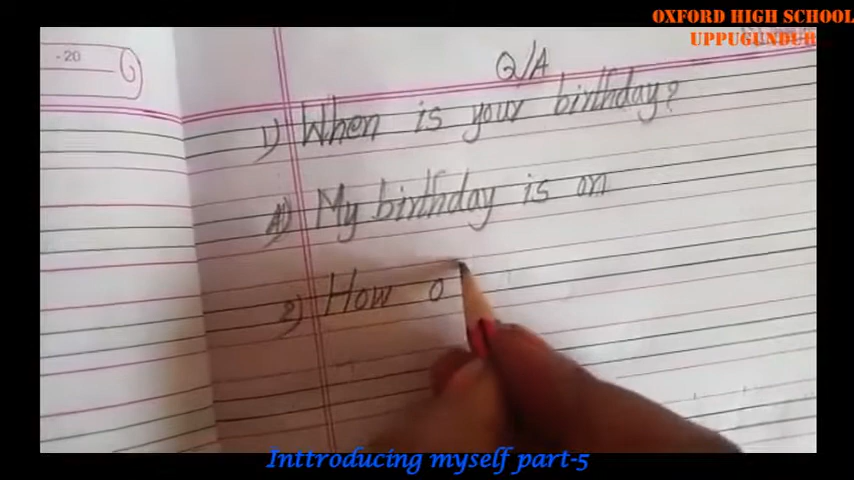 OXFORD HIGH SCHOOL
UPPUGUNDUR
-20
Q/A
1) When is your birthday?
A) My birthday is on
2) How o
Inttroducing myself part-5